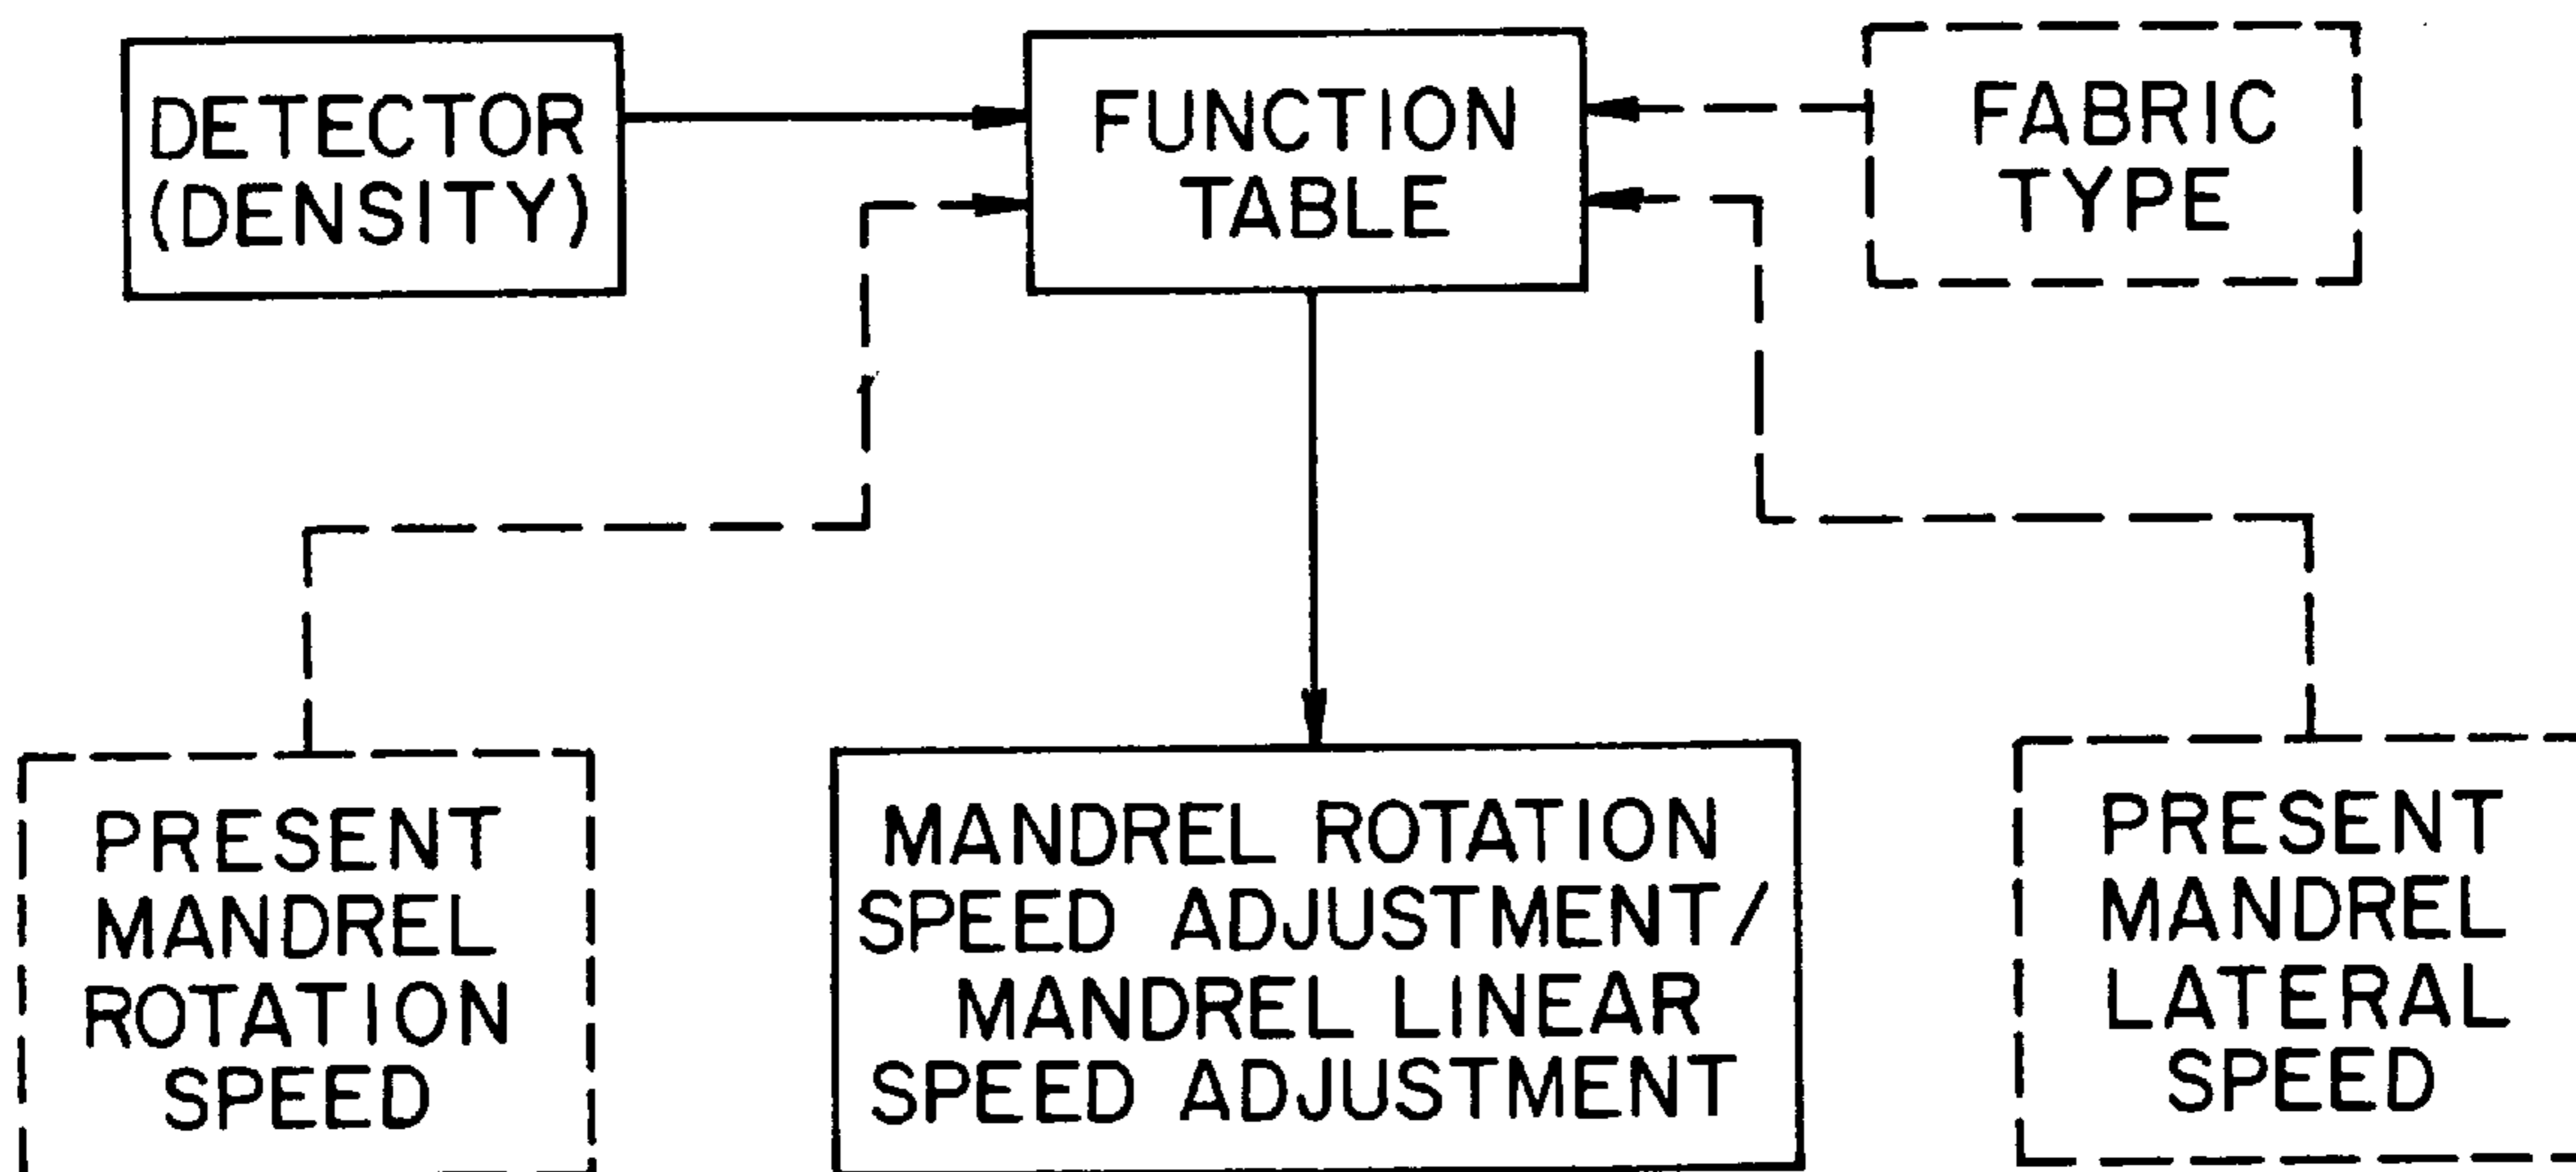 DETECTOR
(DENSITY)
FUNCTION
TABLE
FABRIC
TYPE
PRESENT
MANDREL
ROTATION
SPEED
MANDREL ROTATION
SPEED ADJUSTMENT/
MANDREL LINEAR
SPEED ADJUSTMENT
PRESENT
MANDREL
LATERAL
SPEED